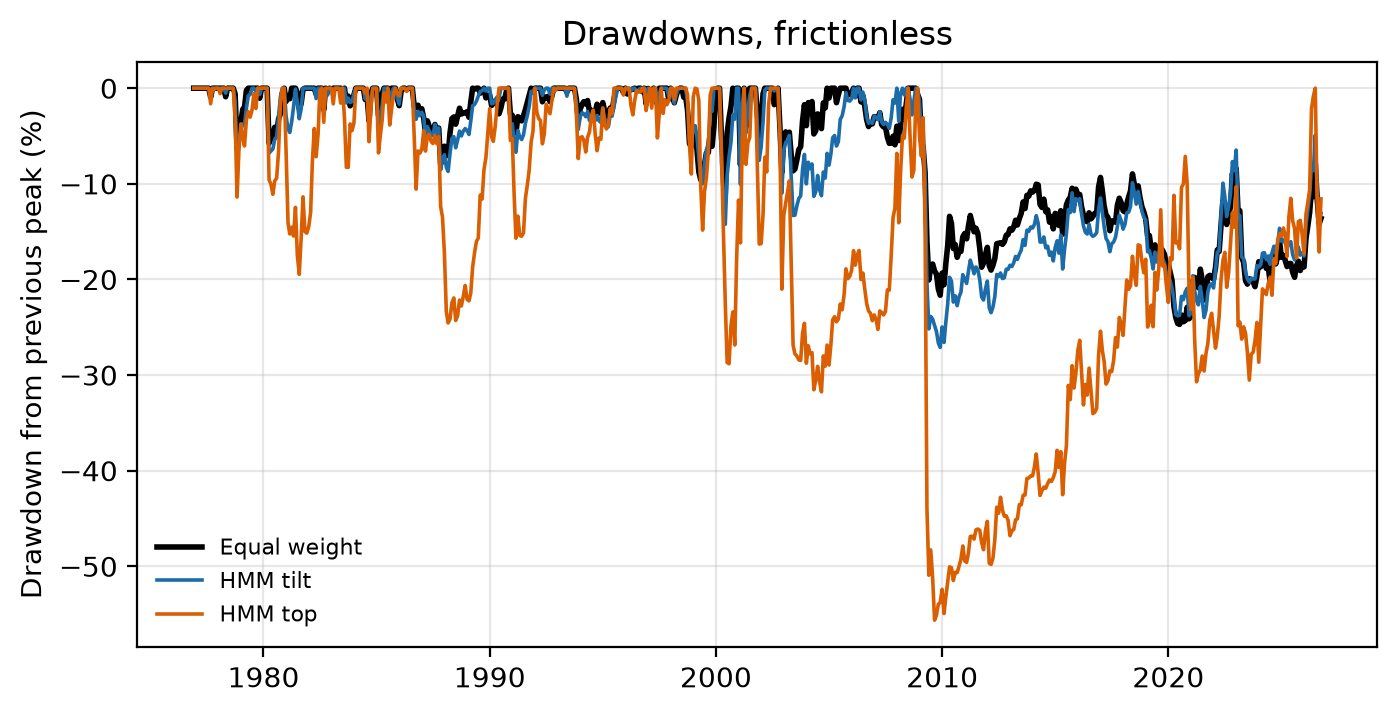 Drawdowns, frictionless
Drawdown from previous peak (%)
0
−10
−20
−30
−40
−50
Equal weight
HMM tilt
HMM top
1980
1990
2000
2010
2020